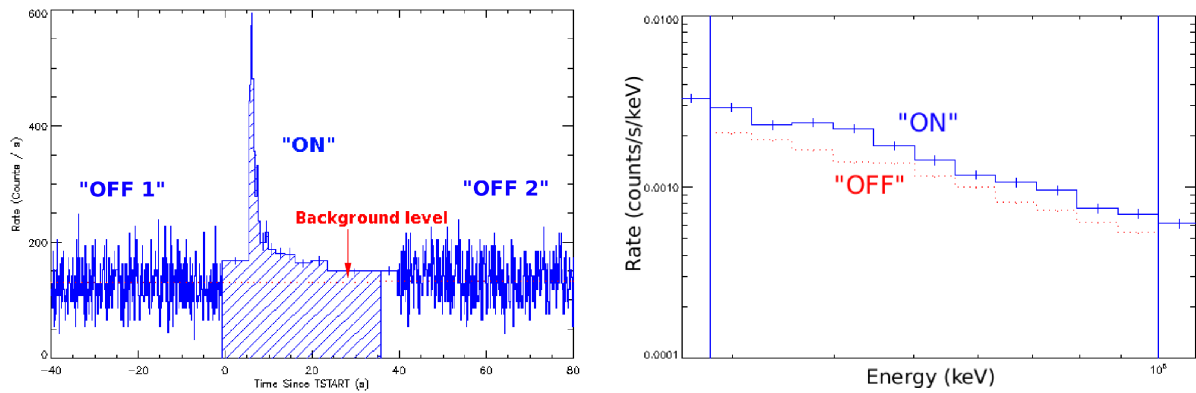 600
400
200
0
Rate (Counts / s)
"ON"
"OFF 1"
"OFF 2"
Background level
−40
−20
0
20
40
60
80
Time Since TSTART (s)
0.0100
0.0010
0.0001
Rate (counts/s/keV)
"ON"
"OFF"
Energy (keV)